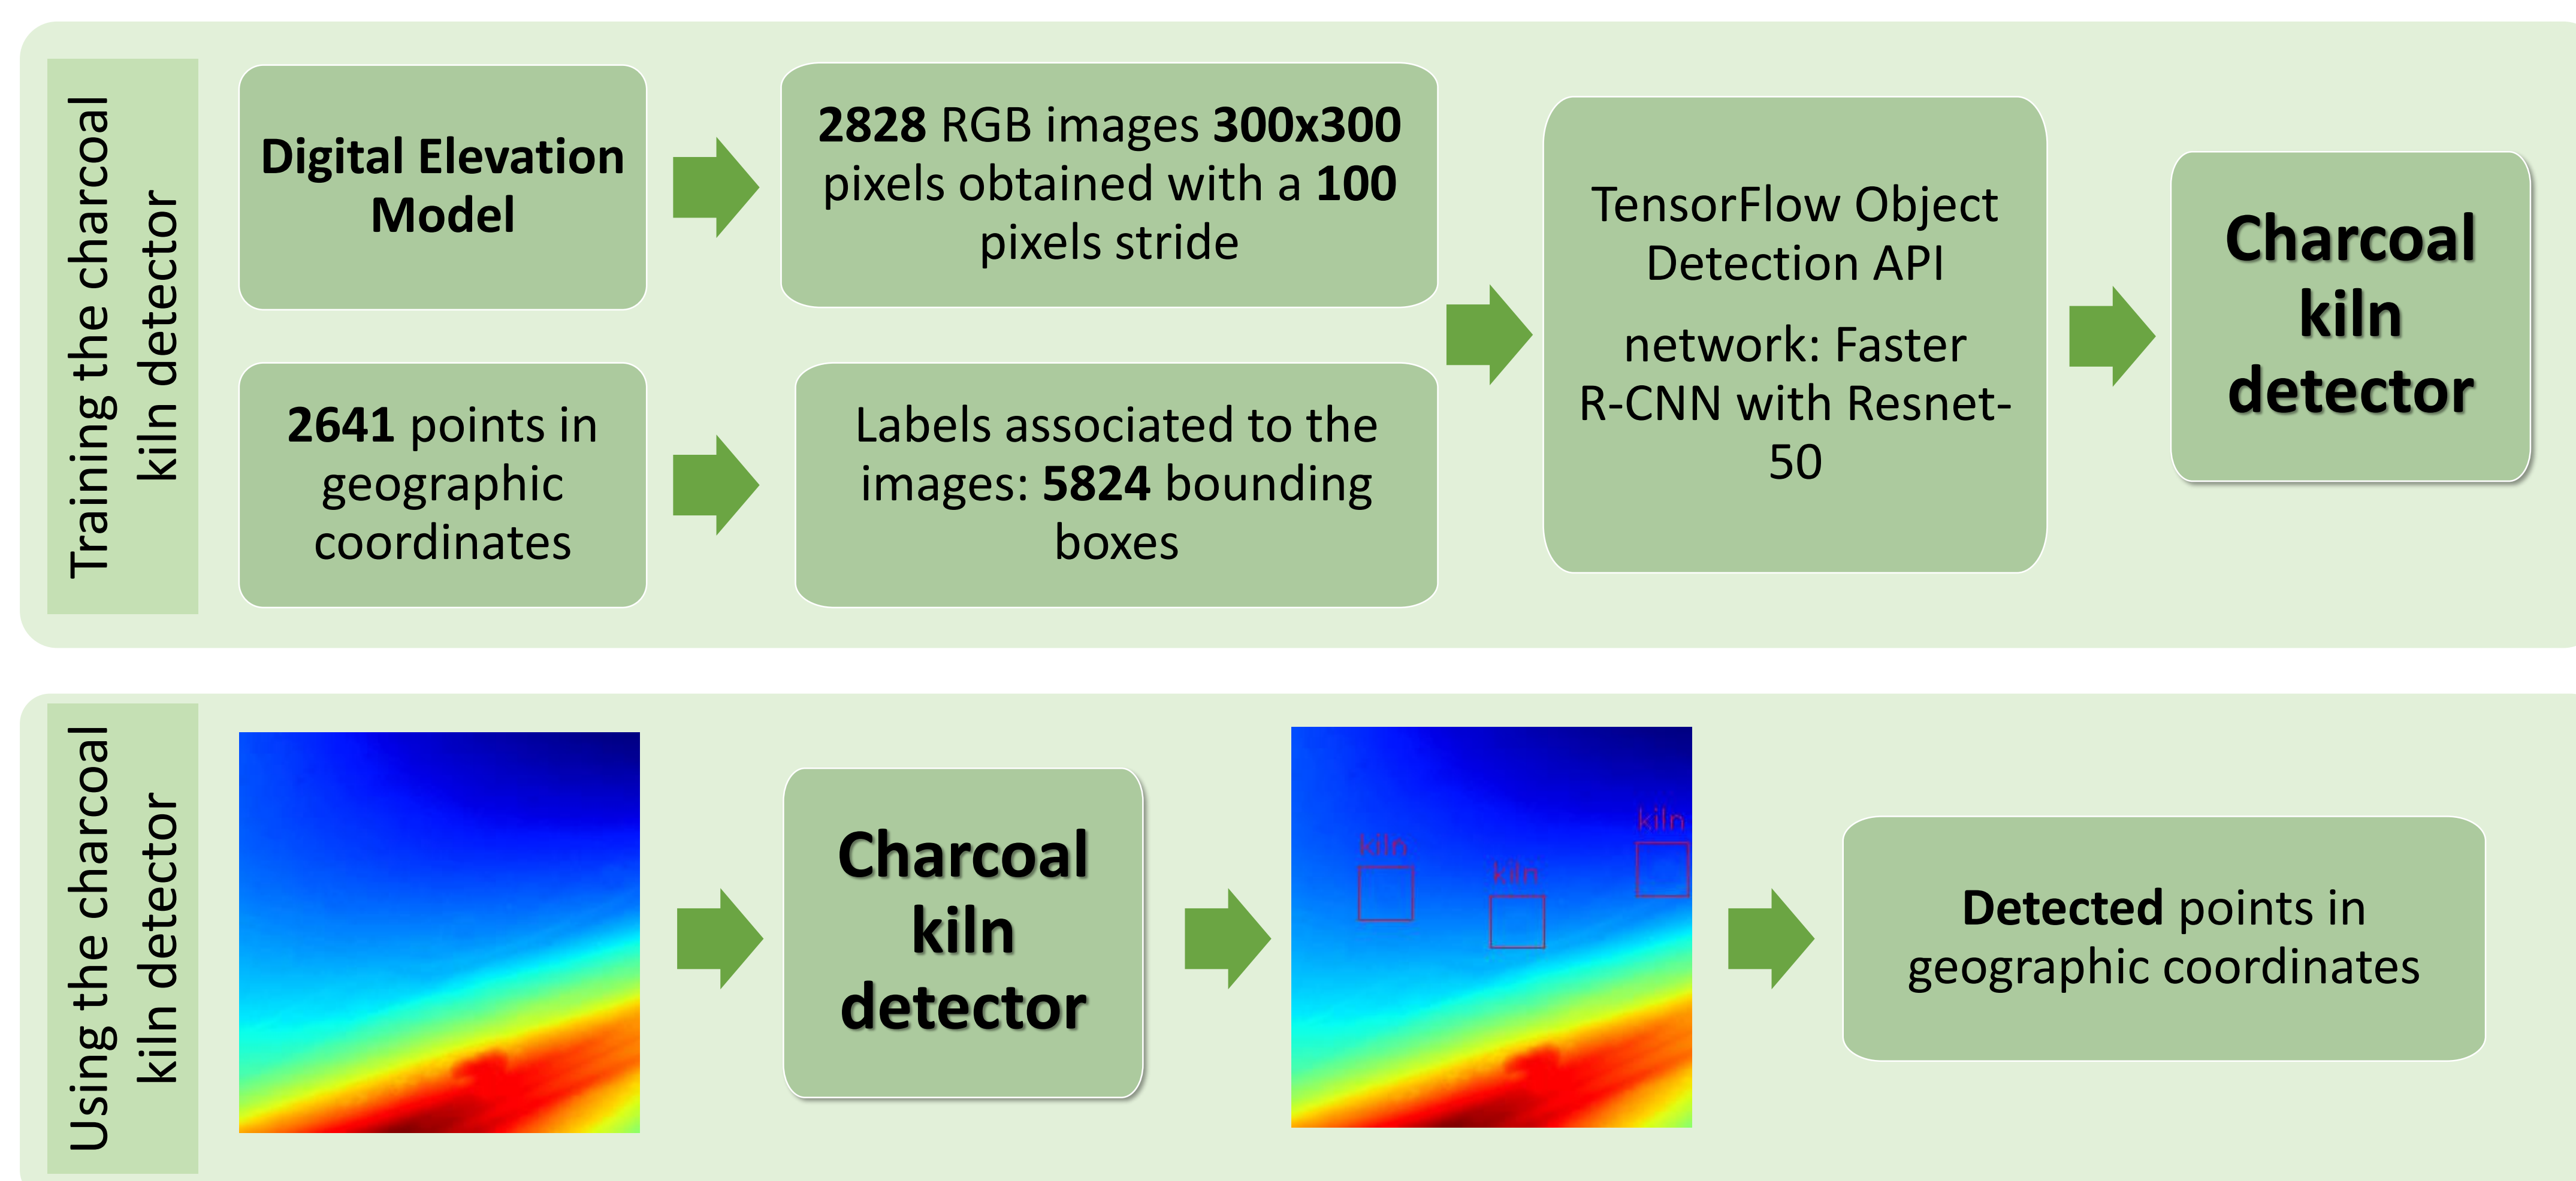 Training the charcoal
kiln detector
Digital Elevation
Model
2828 RGB images 300x300
pixels obtained with a 100
pixels stride
2641 points in
geographic
coordinates
Labels associated to the
images: 5824 bounding
boxes
TensorFlow Object
Detection API
network: Faster
R-CNN with Resnet-
50
Charcoal
kiln
detector
Using the charcoal
kiln detector
Charcoal
kiln
detector
kiln
kiln
kiln
Detected points in
geographic coordinates